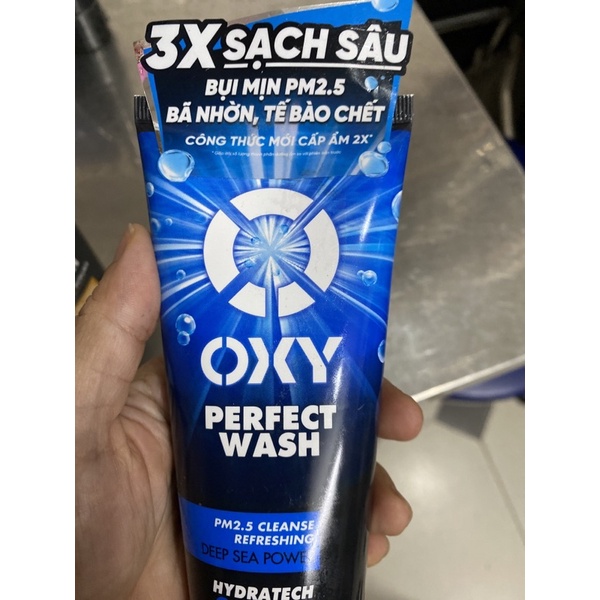 3X SẠCH SÂU
BỤI MỊN PM2.5
BÃ NHỜN, TẾ BÀO CHẾT
CÔNG THỨC MỚI CẤP ẨM 2X*
OXY
PERFECT
WASH
PM2.5 CLEANSE
REFRESHING
DEEP SEA POWER
HYDRATECH